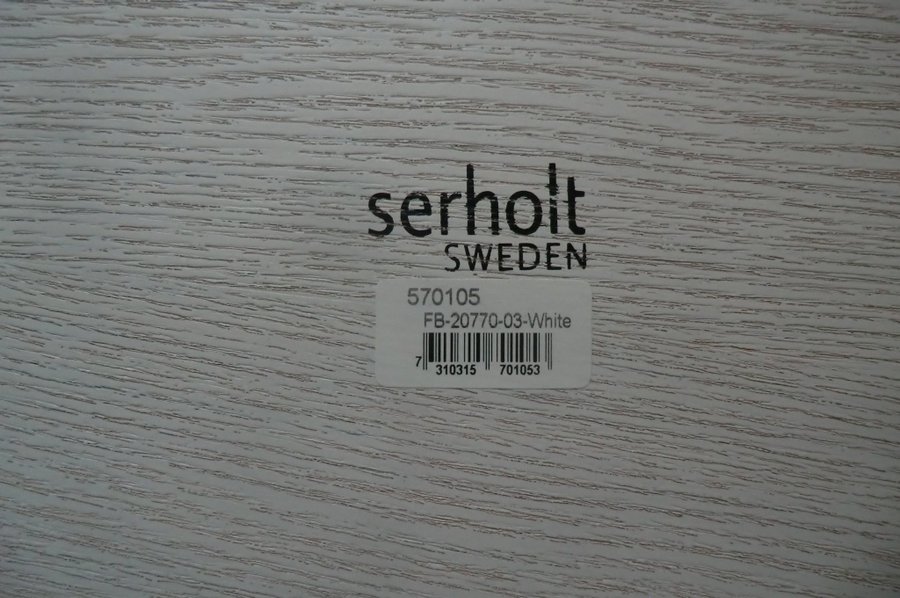 serholt
SWEDEN
570105
FB-20770-03-White
7 310315 701053